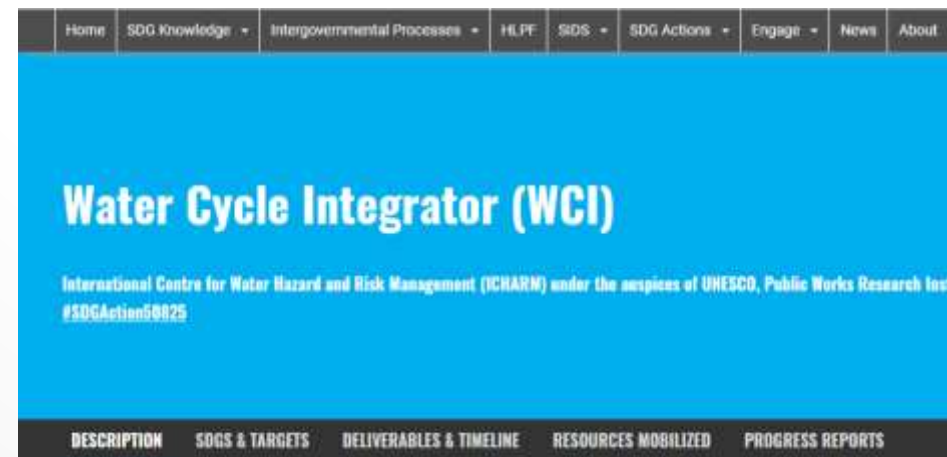 Home SDG Knowledge Intergovernmental Processes HLPF SIDS SDG Actions Engage News About
Water Cycle Integrator (WCI)
International Centre for Water Hazard and Risk Management (ICHARM) under the auspices of UNESCO, Public Works Research Inst
#SDGAction50825
DESCRIPTION SDGS & TARGETS DELIVERABLES & TIMELINE RESOURCES MOBILIZED PROGRESS REPORTS